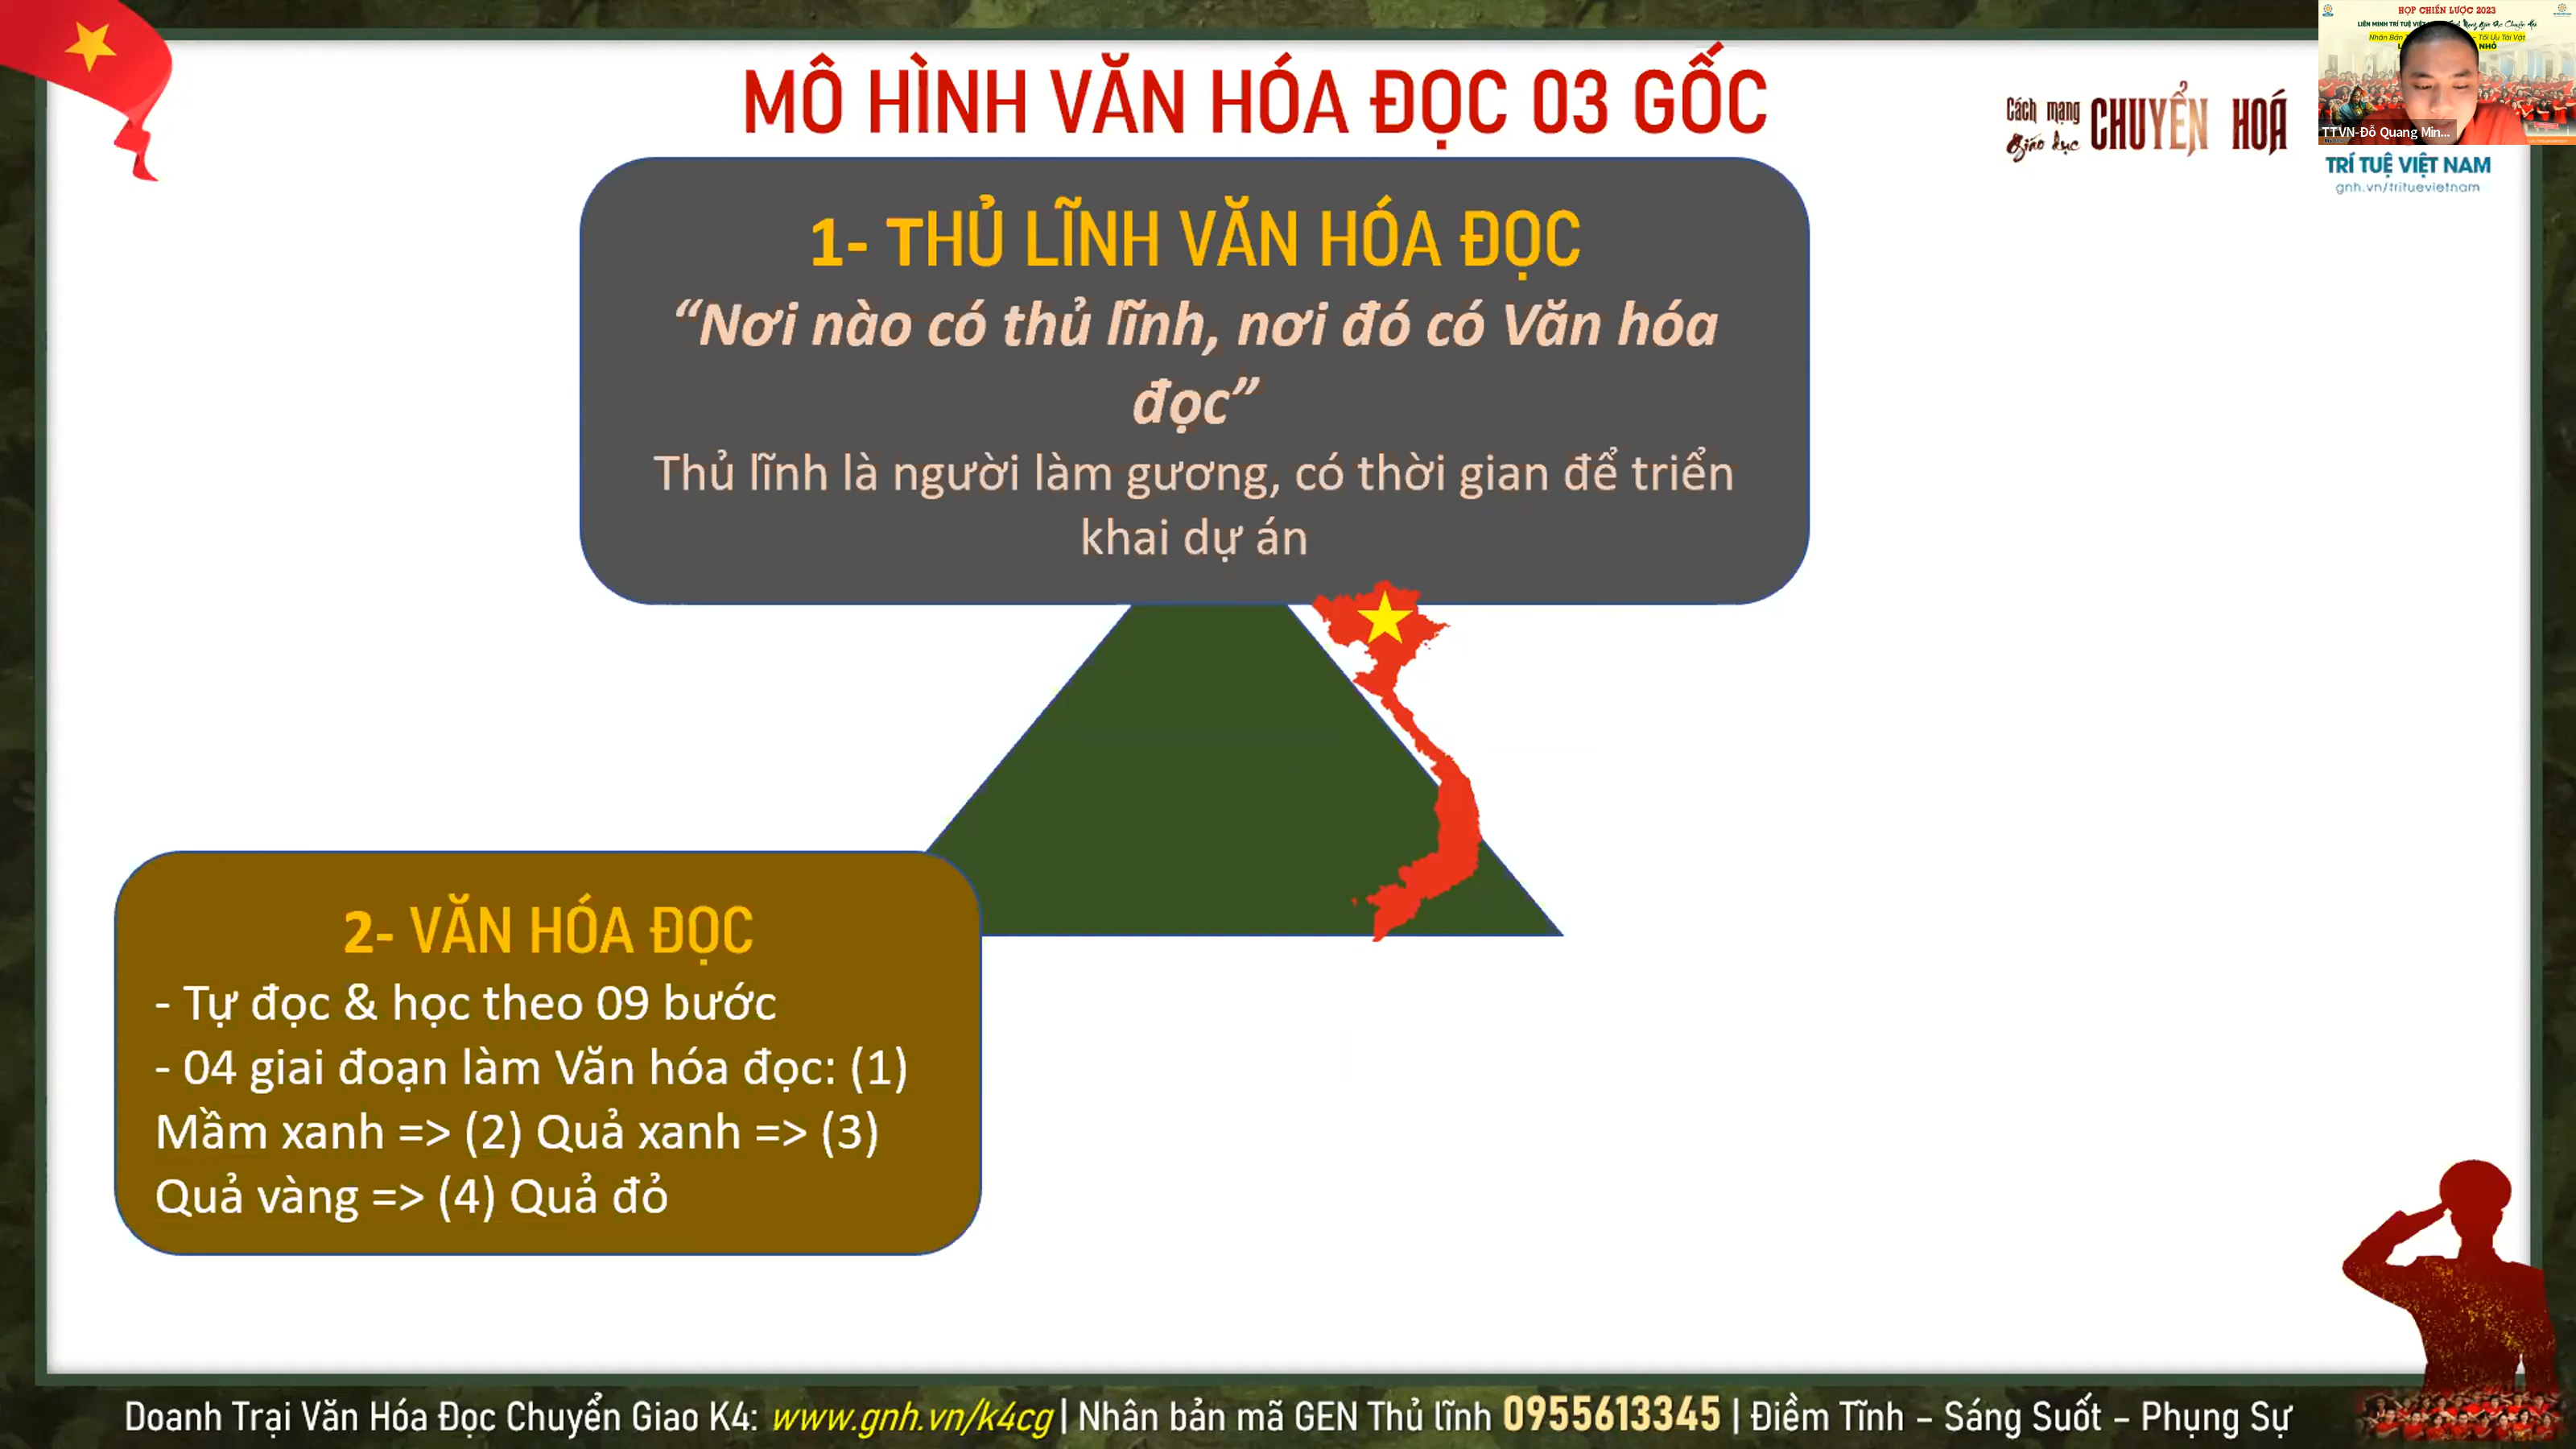 MÔ HÌNH VĂN HÓA ĐỌC 03 GỐC
Cách mạng
giáo dục
CHUYỂN HOÁ
HỌP CHIẾN LƯỢC 2023
TTVN-Đỗ Quang Min...
TRÍ TUỆ VIỆT NAM
gnh.vn/trituevietnam
1- THỦ LĨNH VĂN HÓA ĐỌC
“Nơi nào có thủ lĩnh, nơi đó có Văn hóa
đọc”
Thủ lĩnh là người làm gương, có thời gian để triển
khai dự án
2- VĂN HÓA ĐỌC
- Tự đọc & học theo 09 bước
- 04 giai đoạn làm Văn hóa đọc: (1)
Mầm xanh => (2) Quả xanh => (3)
Quả vàng => (4) Quả đỏ
Doanh Trại Văn Hóa Đọc Chuyển Giao K4: www.gnh.vn/k4cg | Nhân bản mã GEN Thủ lĩnh 0955613345 | Điềm Tĩnh – Sáng Suốt – Phụng Sự